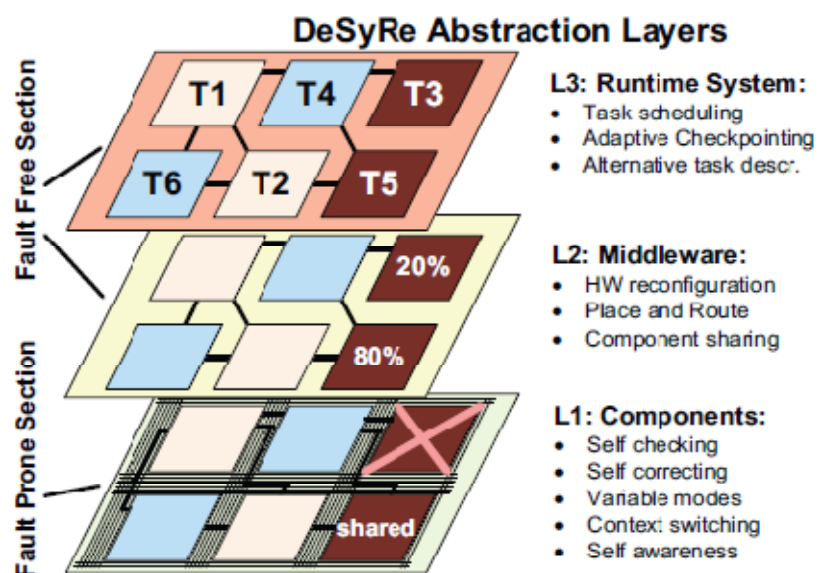 DeSyRe Abstraction Layers
Fault Free Section
Fault Prone Section
T1 T4 T3
T6 T2 T5
20%
80%
shared
L3: Runtime System:
• Task scheduling
• Adaptive Checkpointing
• Alternative task descr.
L2: Middleware:
• HW reconfiguration
• Place and Route
• Component sharing
L1: Components:
• Self checking
• Self correcting
• Variable modes
• Context switching
• Self awareness